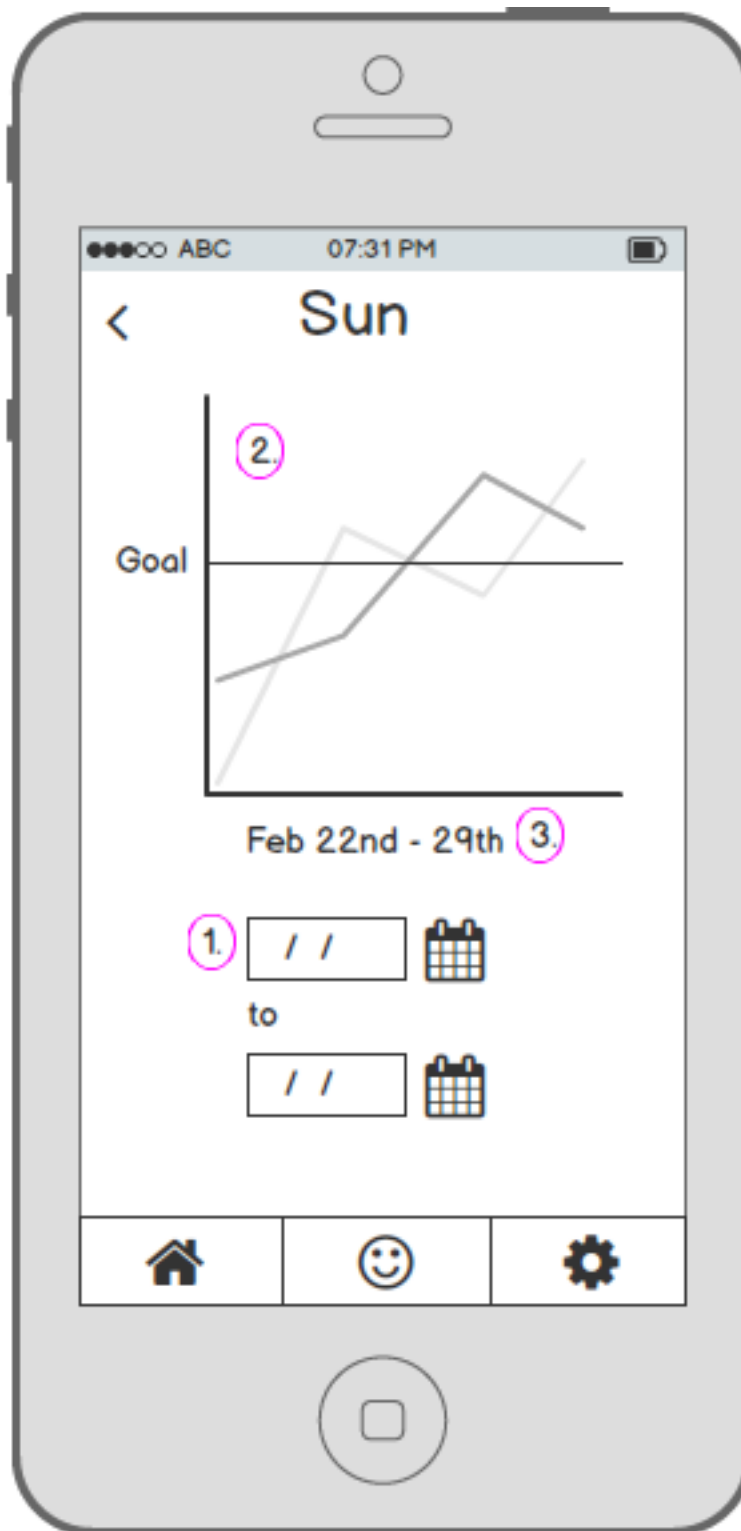 ABC 07:31 PM
Sun
2.
Goal
Feb 22nd - 29th 3.
1. / /
to
/ /